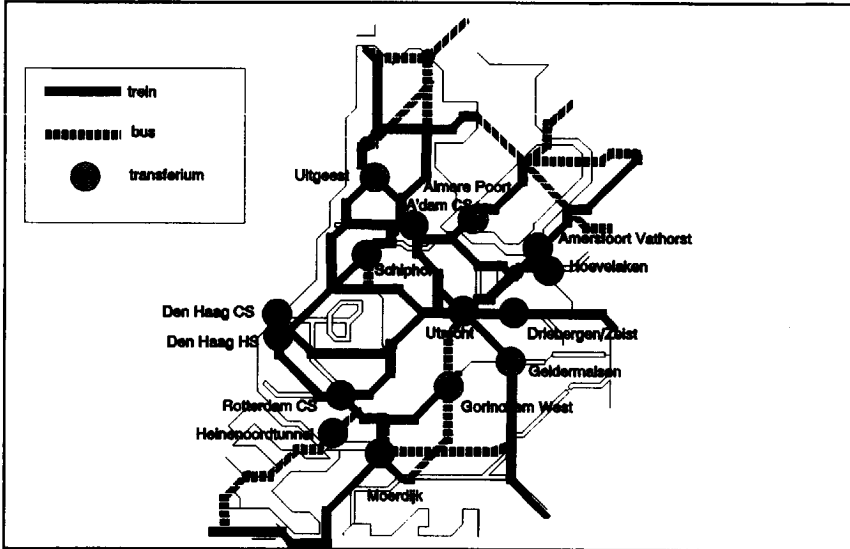 trein
bus
transferium
Uitgeest
Almere Poort
A'dam CS
Amersfoort Vathorst
Schiphol
Hoevelaken
Den Haag CS
Den Haag HS
Utrecht
Driebergen/Zeist
Geldermalsen
Rotterdam CS
Gorinchem West
Heinenoordtunnel
Moerdijk